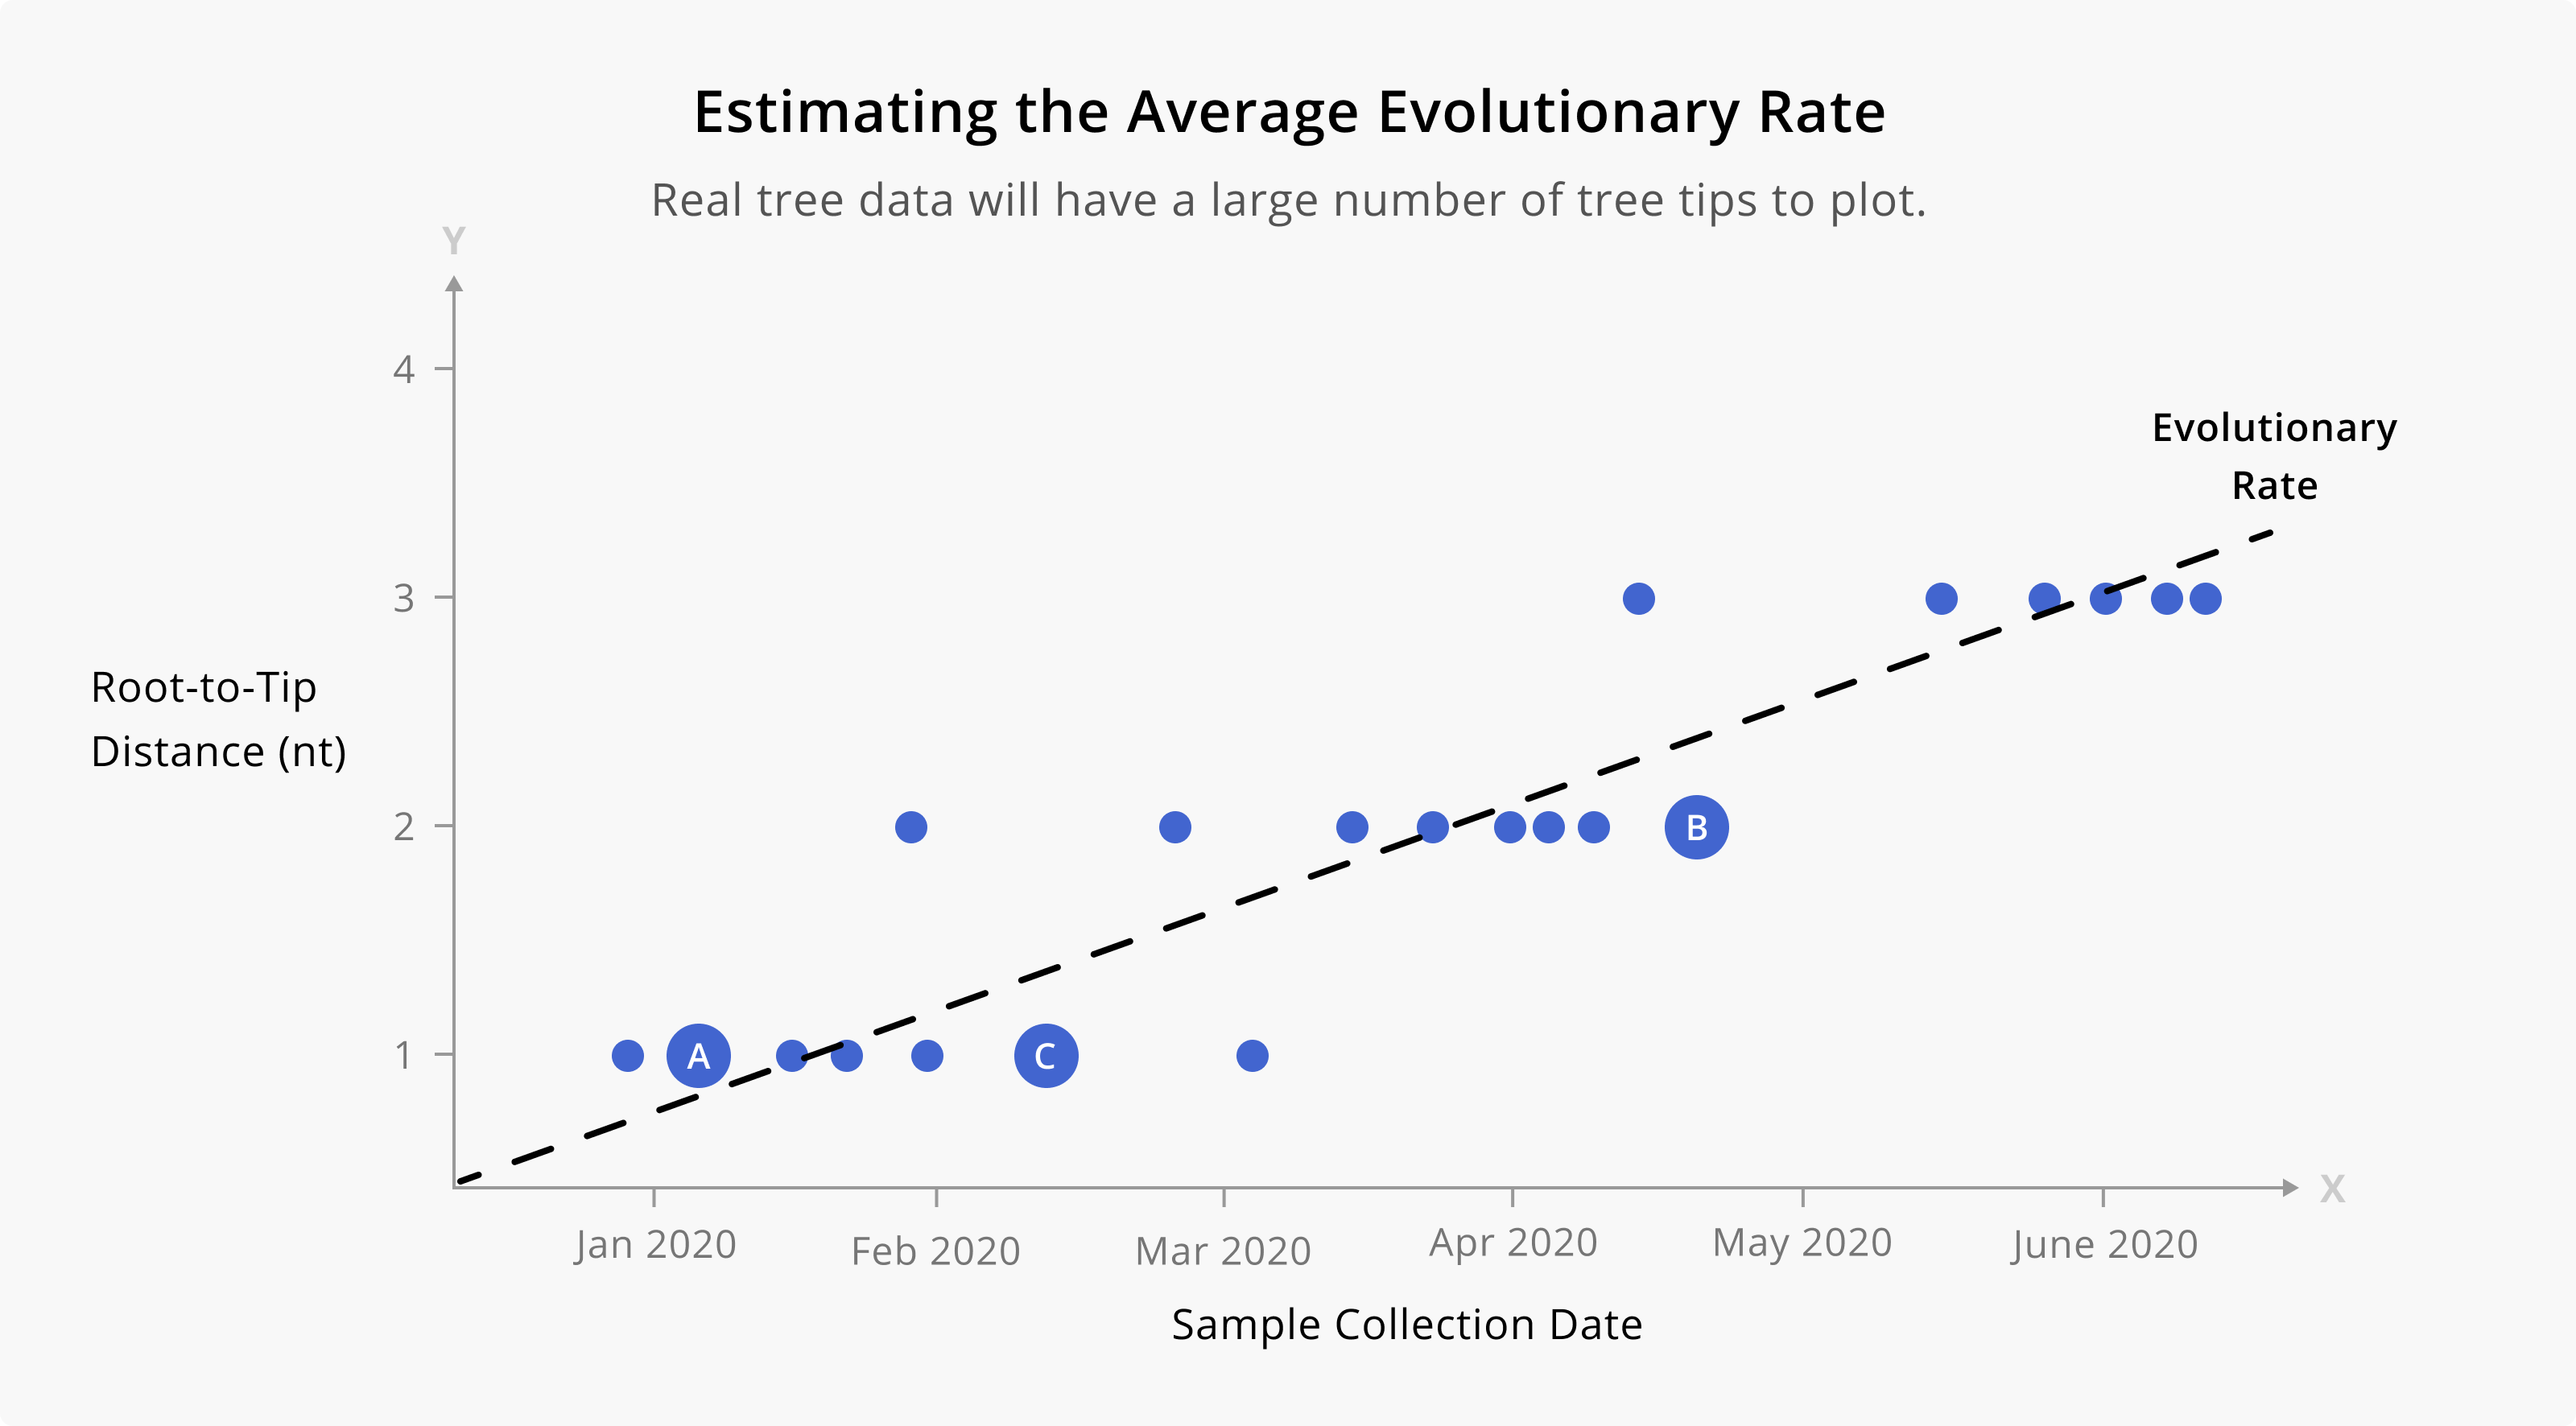 Estimating the Average Evolutionary Rate
Real tree data will have a large number of tree tips to plot.
Y
4
3
2
1
Root-to-Tip
Distance (nt)
Evolutionary
Rate
A
B
C
X
Jan 2020
Feb 2020
Mar 2020
Apr 2020
May 2020
June 2020
Sample Collection Date